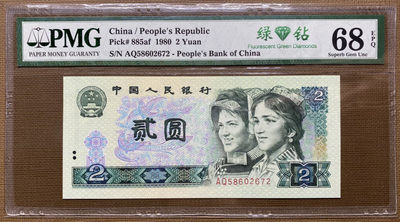 PMG
PAPER MONEY GUARANTY
China / People's Republic
Pick# 885af 1980 2 Yuan
S/N AQ58602672 - People's Bank of China
绿钻
Fluorescent Green Diamonds
68
EPQ
Superb Gem Unc
中国人民银行
2
贰圆
AQ58602672
2
2